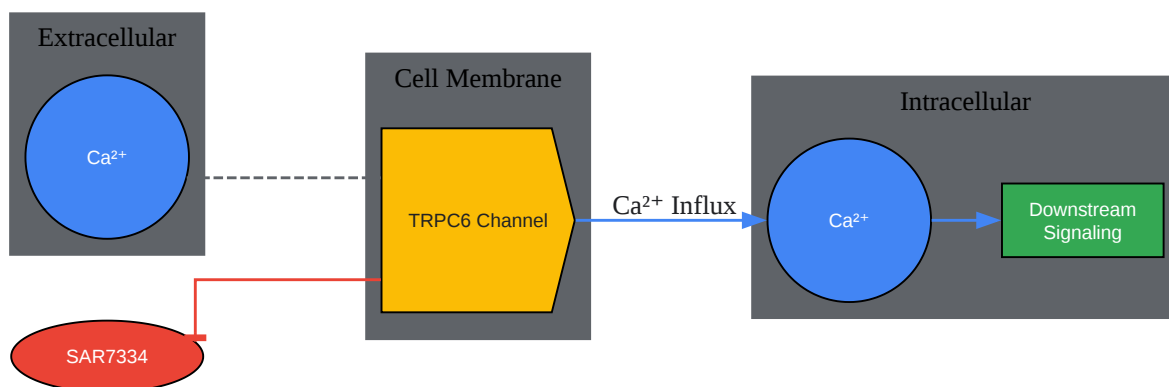 Extracellular
Ca²⁺
Cell Membrane
TRPC6 Channel
Ca²⁺ Influx
Intracellular
Ca²⁺
Downstream
Signaling
SAR7334